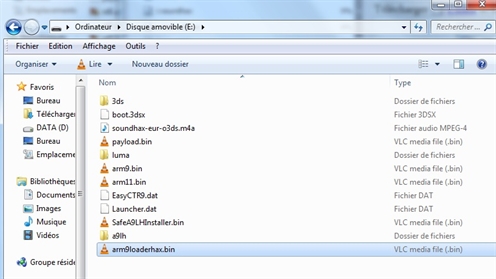 Ordinateur ▸ Disque amovible (E:) ▸
Rechercher
Fichier Edition Affichage Outils ?
Organiser Lire Nouveau dossier
Nom Type
Favoris
Bureau
Télécharger
DATA (D)
Bureau
Emplaceme
Bibliothèques
Documents
Images
Musique
Vidéos
Groupe réside
3ds Dossier de fichiers
boot.3dsx Fichier 3DSX
soundhax-eur-o3ds.m4a Fichier audio MPEG-4
payload.bin VLC media file (.bin)
luma Dossier de fichiers
arm9.bin VLC media file (.bin)
arm11.bin VLC media file (.bin)
EasyCTR9.dat Fichier DAT
Launcher.dat Fichier DAT
SafeA9LHInstaller.bin VLC media file (.bin)
a9lh Dossier de fichiers
arm9loaderhax.bin VLC media file (.bin)